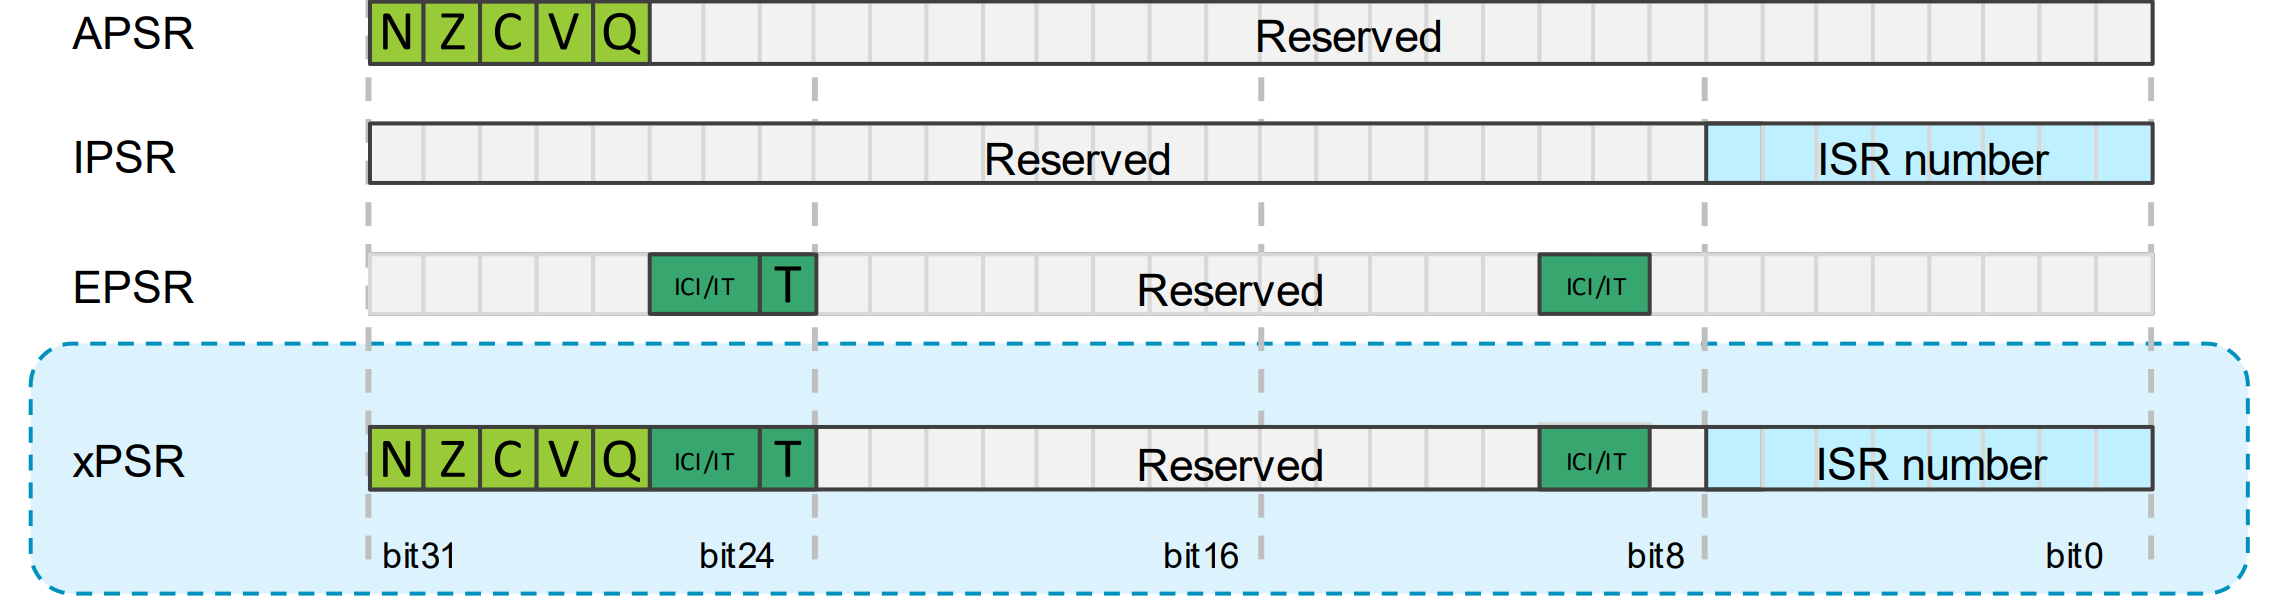 APSR N Z C V Q Reserved
IPSR Reserved ISR number
EPSR ICI/IT T Reserved ICI/IT
xPSR N Z C V Q ICI/IT T Reserved ICI/IT ISR number
bit31 bit24 bit16 bit8 bit0